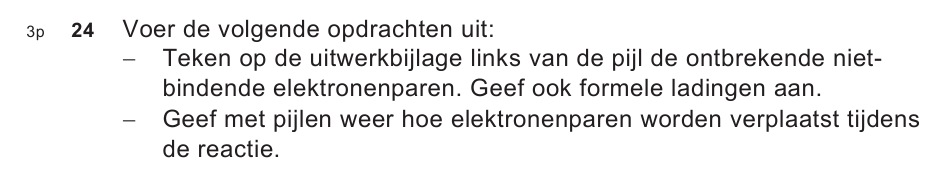 3p 24 Voer de volgende opdrachten uit:
– Teken op de uitwerkbijlage links van de pijl de ontbrekende niet-
bindende elektronenparen. Geef ook formele ladingen aan.
– Geef met pijlen weer hoe elektronenparen worden verplaatst tijdens
de reactie.